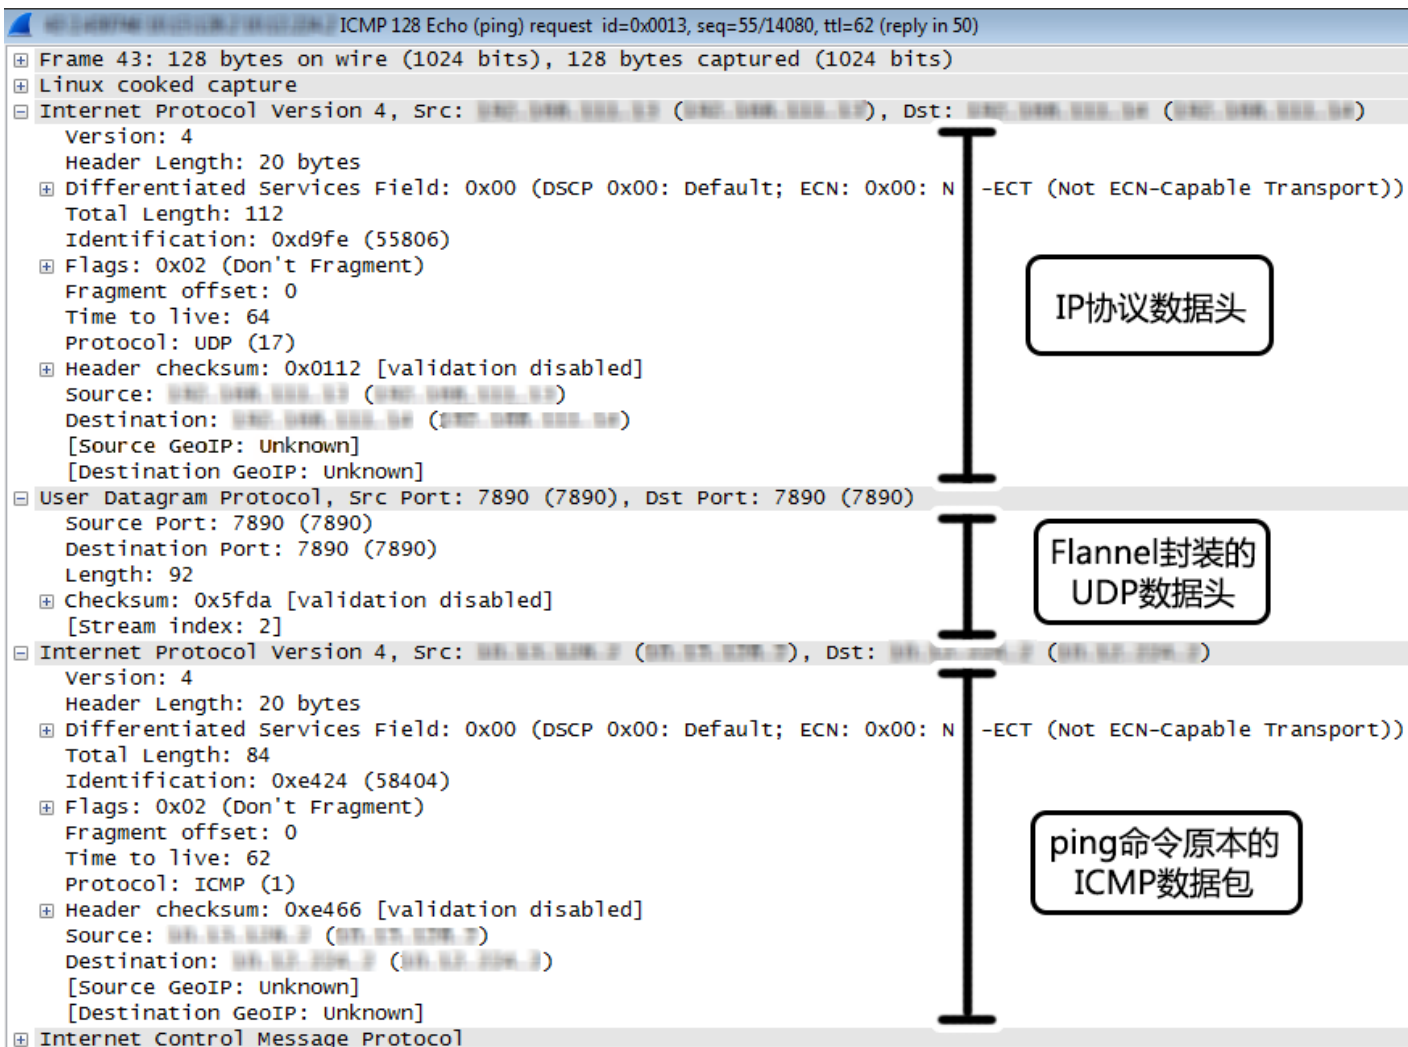 ICMP 128 Echo (ping) request id=0x0013, seq=55/14080, ttl=62 (reply in 50)
Frame 43: 128 bytes on wire (1024 bits), 128 bytes captured (1024 bits)
Linux cooked capture
Internet Protocol Version 4, Src: ( ), Dst: ( )
Version: 4
Header Length: 20 bytes
Differentiated Services Field: 0x00 (DSCP 0x00: Default; ECN: 0x00: N -ECT (Not ECN-Capable Transport))
Total Length: 112
Identification: 0xd9fe (55806)
Flags: 0x02 (Don't Fragment)
Fragment offset: 0
Time to live: 64
Protocol: UDP (17)
Header checksum: 0x0112 [validation disabled]
Source: ( )
Destination: ( )
[Source GeoIP: Unknown]
[Destination GeoIP: Unknown]
IP协议数据头
User Datagram Protocol, Src Port: 7890 (7890), Dst Port: 7890 (7890)
Source Port: 7890 (7890)
Destination Port: 7890 (7890)
Length: 92
Checksum: 0x5fda [validation disabled]
[Stream index: 2]
Flannel封装的
UDP数据头
Internet Protocol Version 4, Src: ( ), Dst: ( )
Version: 4
Header Length: 20 bytes
Differentiated Services Field: 0x00 (DSCP 0x00: Default; ECN: 0x00: N -ECT (Not ECN-Capable Transport))
Total Length: 84
Identification: 0xe424 (58404)
Flags: 0x02 (Don't Fragment)
Fragment offset: 0
Time to live: 62
Protocol: ICMP (1)
Header checksum: 0xe466 [validation disabled]
Source: ( )
Destination: ( )
[Source GeoIP: Unknown]
[Destination GeoIP: Unknown]
ping命令原本的
ICMP数据包
Internet Control Message Protocol